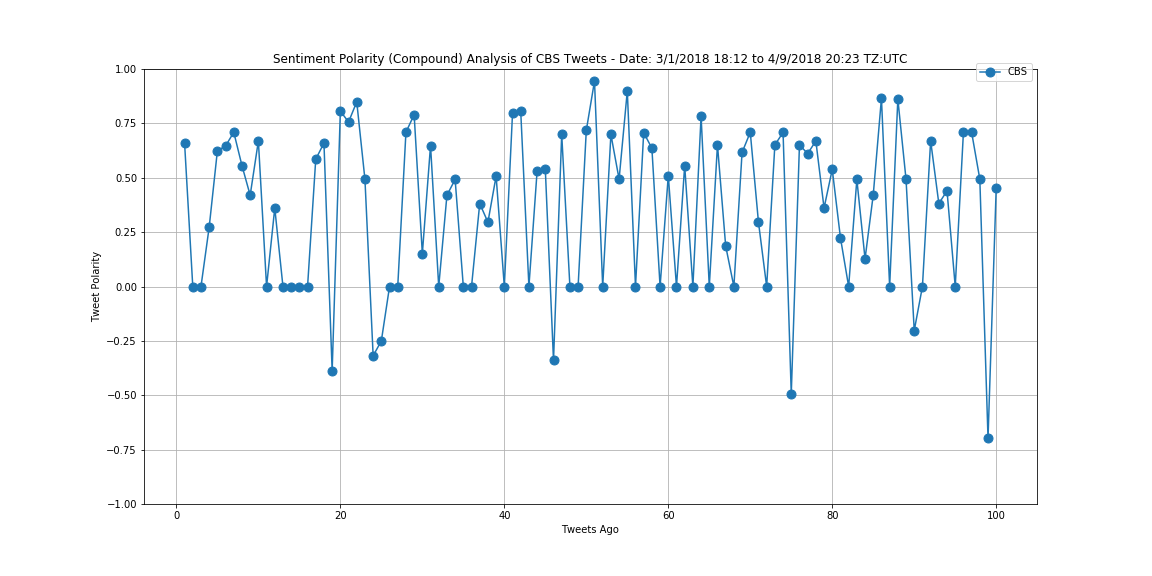 Sentiment Polarity (Compound) Analysis of CBS Tweets - Date: 3/1/2018 18:12 to 4/9/2018 20:23 TZ:UTC
CBS
1.00
0.75
0.50
0.25
0.00
−0.25
−0.50
−0.75
−1.00
Tweet Polarity
0 20 40 60 80 100
Tweets Ago